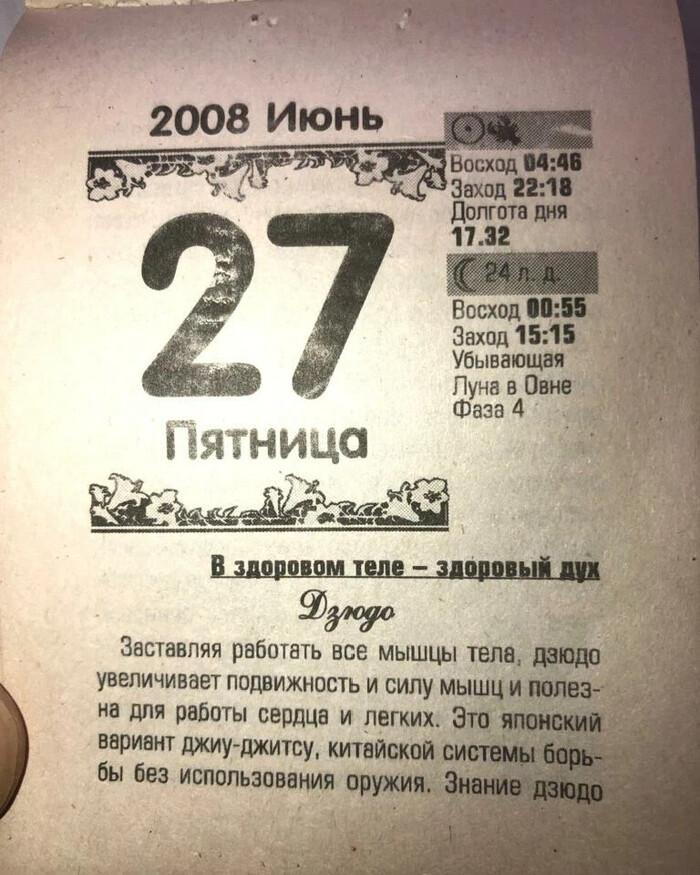 2008 Июнь
27
Пятница
Восход 04:46
Заход 22:18
Долгота дня
17.32
24 л. д.
Восход 00:55
Заход 15:15
Убывающая
Луна в Овне
Фаза 4
В здоровом теле – здоровый дух
Дзюдо
Заставляя работать все мышцы тела, дзюдо
увеличивает подвижность и силу мышц и полез-
на для работы сердца и легких. Это японский
вариант джиу-джитсу, китайской системы борь-
бы без использования оружия. Знание дзюдо